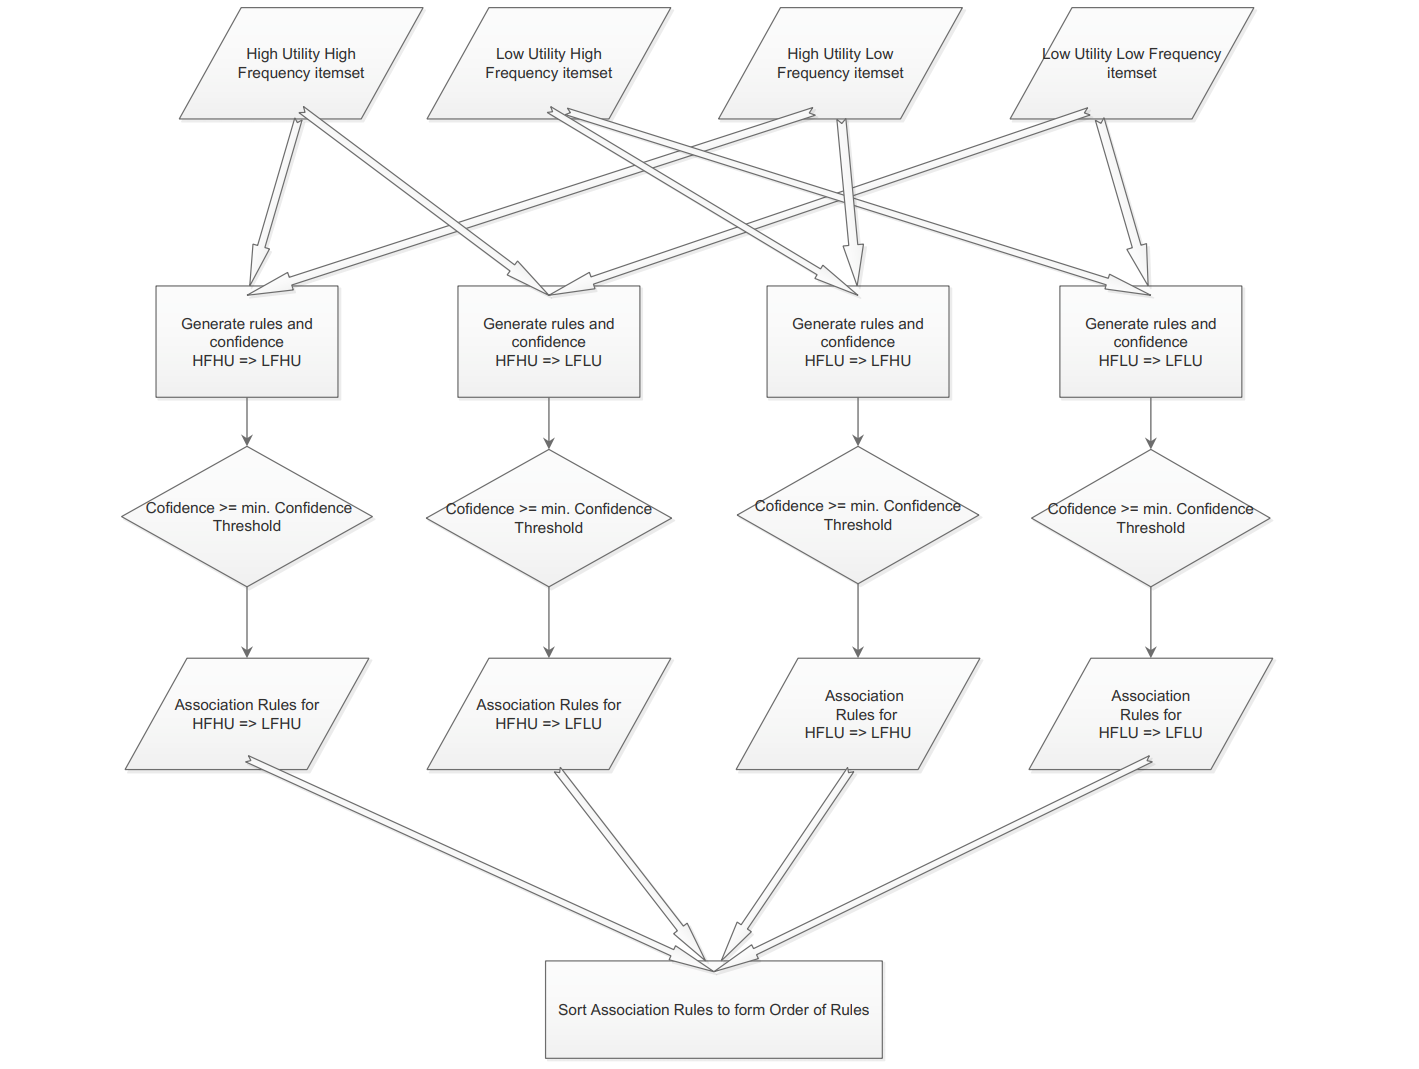 High Utility High
Frequency itemset
Low Utility High
Frequency itemset
High Utility Low
Frequency itemset
Low Utility Low Frequency
itemset
Generate rules and
confidence
HFHU => LFHU
Generate rules and
confidence
HFHU => LFLU
Generate rules and
confidence
HFLU => LFHU
Generate rules and
confidence
HFLU => LFLU
Cofidence >= min. Confidence
Threshold
Cofidence >= min. Confidence
Threshold
Cofidence >= min. Confidence
Threshold
Cofidence >= min. Confidence
Threshold
Association Rules for
HFHU => LFHU
Association Rules for
HFHU => LFLU
Association
Rules for
HFLU => LFHU
Association
Rules for
HFLU => LFLU
Sort Association Rules to form Order of Rules